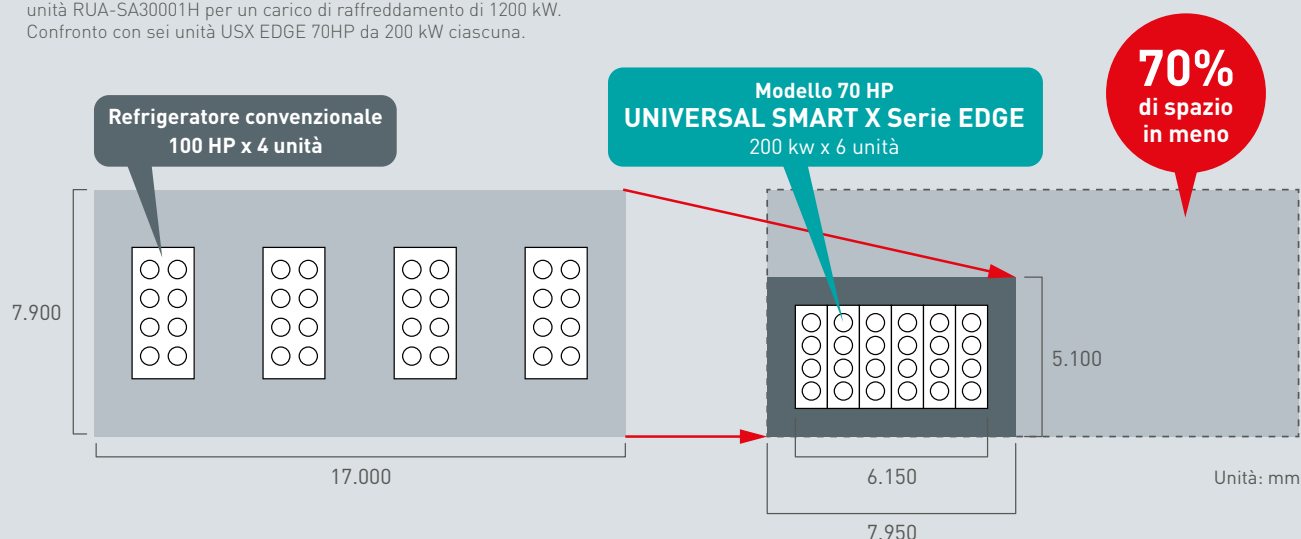 unità RUA-SA30001H per un carico di raffreddamento di 1200 kW.
Confronto con sei unità USX EDGE 70HP da 200 kW ciascuna.
70%
di spazio
in meno
Modello 70 HP
UNIVERSAL SMART X Serie EDGE
200 kw x 6 unità
Refrigeratore convenzionale
100 HP x 4 unità
7.900
5.100
17.000
6.150
Unità: mm
7.950